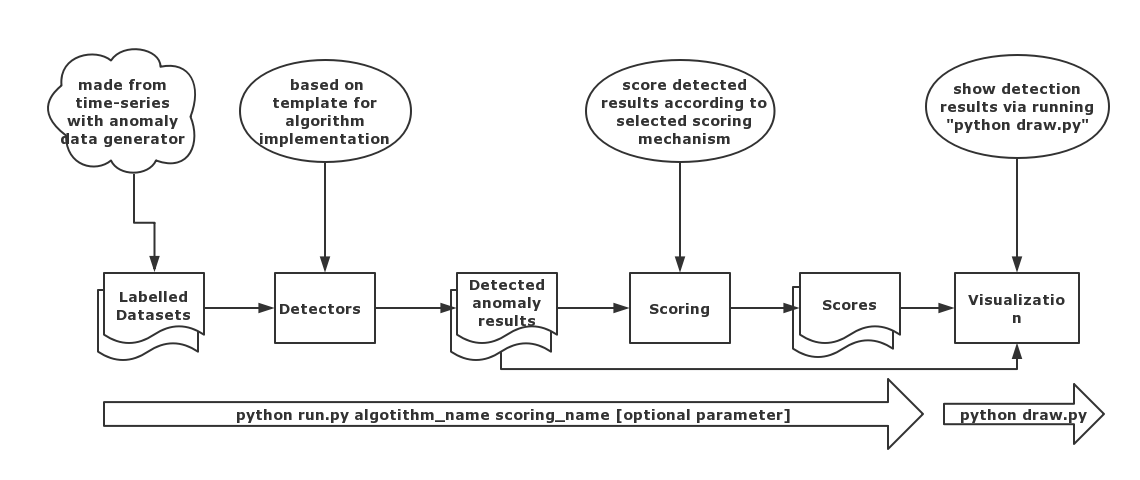 made from
time-series
with anomaly
data generator
based on
template for
algorithm
implementation
score detected
results according to
selected scoring
mechanism
show detection
results via running
"python draw.py"
Labelled
Datasets
Detectors
Detected
anomaly
results
Scoring
Scores
Visualizatio
n
python run.py algotithm_name scoring_name [optional parameter]
python draw.py